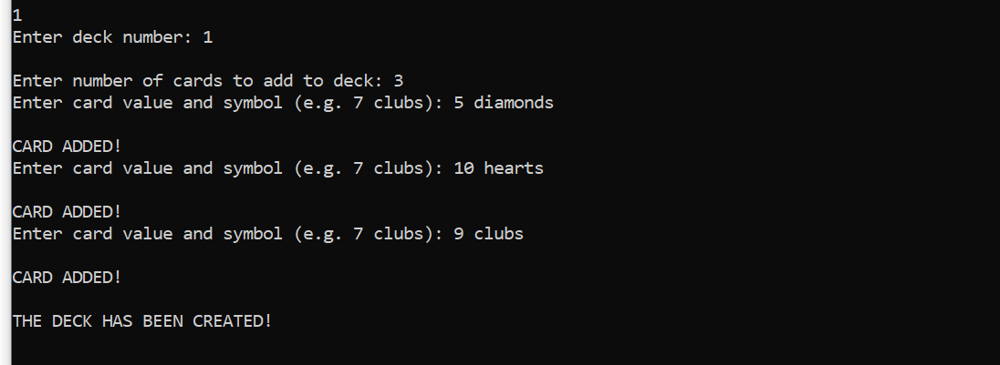 1
Enter deck number: 1
Enter number of cards to add to deck: 3
Enter card value and symbol (e.g. 7 clubs): 5 diamonds
CARD ADDED!
Enter card value and symbol (e.g. 7 clubs): 10 hearts
CARD ADDED!
Enter card value and symbol (e.g. 7 clubs): 9 clubs
CARD ADDED!
THE DECK HAS BEEN CREATED!